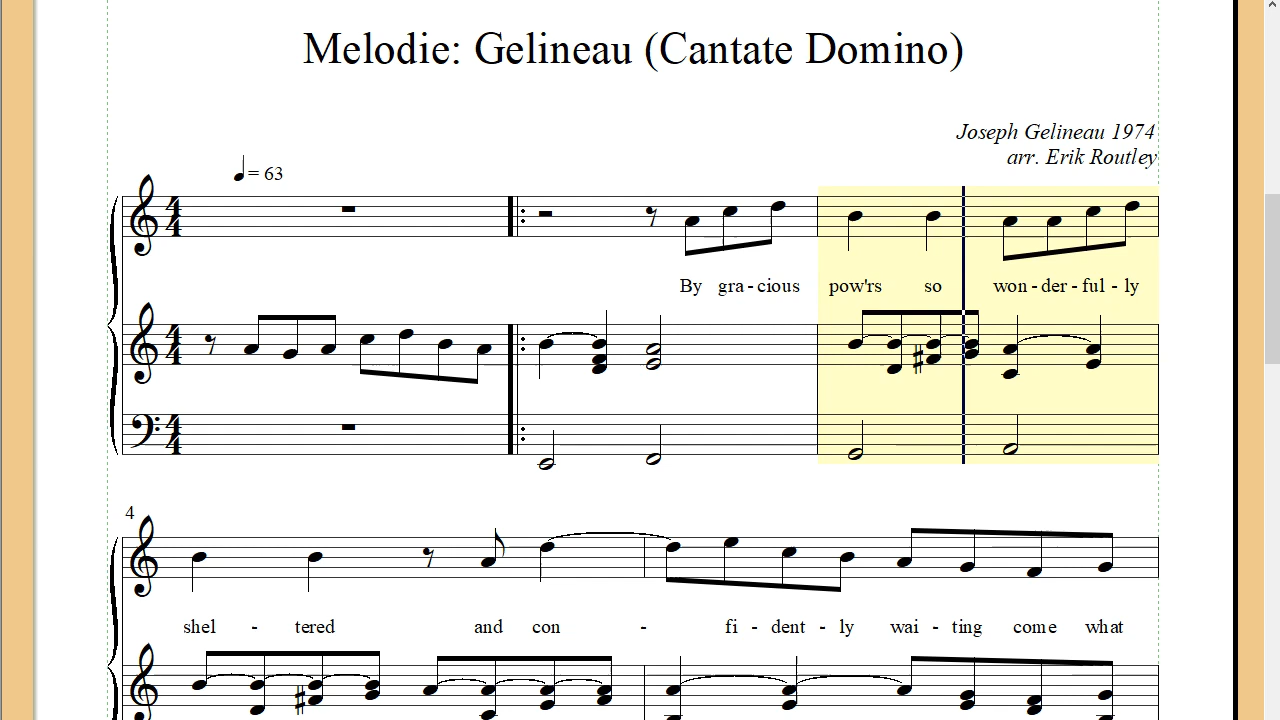 Melodie: Gelineau (Cantate Domino)
Joseph Gelineau 1974
arr. Erik Routley
= 63
By gra - cious pow'rs so won - der - ful - ly
4
shel - tered and con - fi - dent - ly wai - ting come what